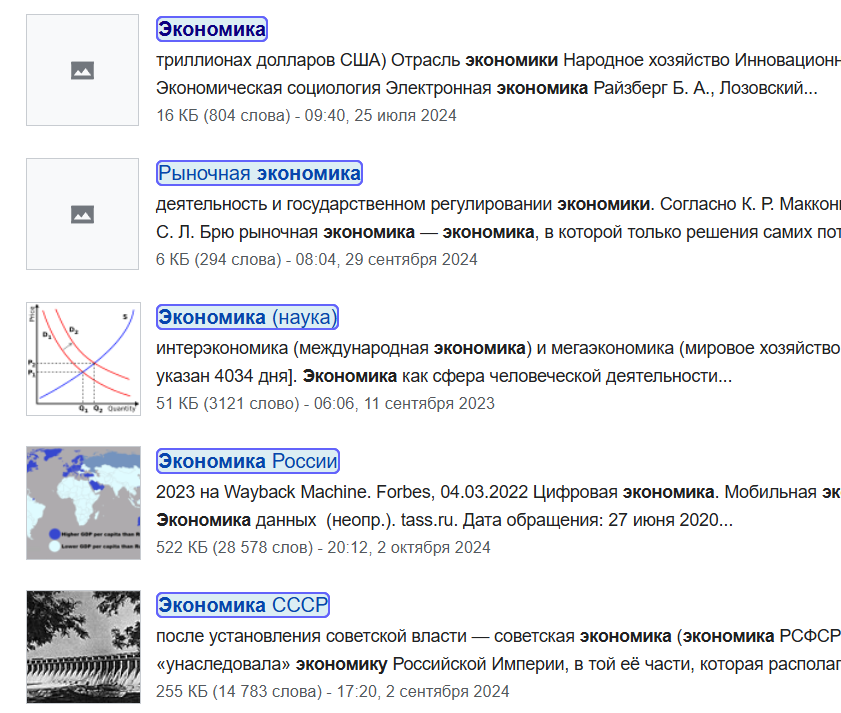 Экономика
триллионах долларов США) Отрасль экономики Народное хозяйство Инновационн
Экономическая социология Электронная экономика Райзберг Б. А., Лозовский...
16 КБ (804 слова) - 09:40, 25 июля 2024
Рыночная экономика
деятельность и государственном регулировании экономики. Согласно К. Р. Маккон
С. Л. Брю рыночная экономика — экономика, в которой только решения самих пот
6 КБ (294 слова) - 08:04, 29 сентября 2024
Price
S
D1
D2
P2
P1
Q1 Q2 Quantity
Экономика (наука)
интерэкономика (международная экономика) и мегаэкономика (мировое хозяйство
указан 4034 дня]. Экономика как сфера человеческой деятельности...
51 КБ (3121 слово) - 06:06, 11 сентября 2023
Higher GDP per capita than R
Lower GDP per capita than Ru
Экономика России
2023 на Wayback Machine. Forbes, 04.03.2022 Цифровая экономика. Мобильная эк
Экономика данных (неопр.). tass.ru. Дата обращения: 27 июня 2020...
522 КБ (28 578 слов) - 20:12, 2 октября 2024
Экономика СССР
после установления советской власти — советская экономика (экономика РСФСР
«унаследовала» экономику Российской Империи, в той её части, которая располаг
255 КБ (14 783 слова) - 17:20, 2 сентября 2024